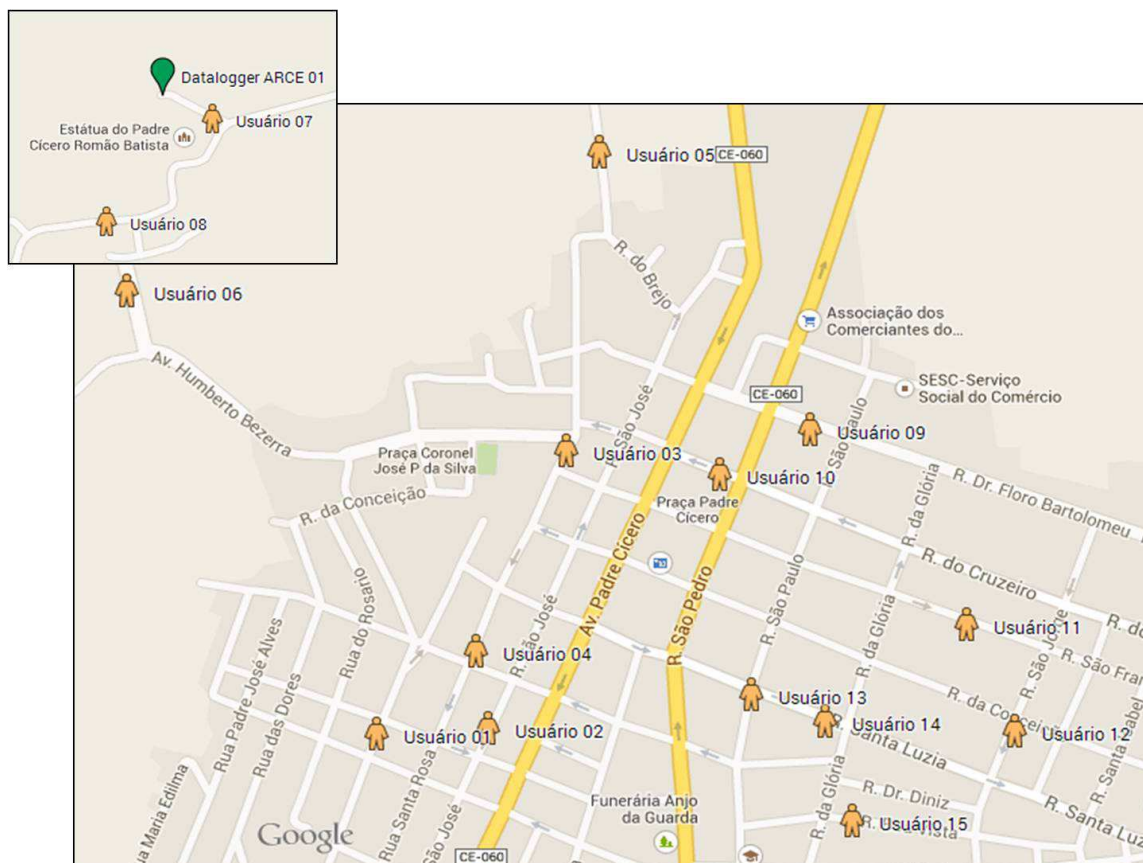 Datalogger ARCE 01
Usuário 07
Estátua do Padre
Cícero Romão Batista
Usuário 08
Usuário 05
CE-060
R. do Brejo
Usuário 06
Associação dos
Comerciantes do...
Av. Humberto Bezerra
SESC-Serviço
Social do Comércio
CE-060
R. São José
R. São Paulo
Usuário 09
Praça Coronel
José P da Silva
Usuário 03
Usuário 10
R. da Glória
R. Dr. Floro Bartolomeu
R. da Conceição
Praça Padre
Cícero
Av. Padre Cícero
R. do Cruzeiro
R. São Pedro
R. São Paulo
R. da Glória
Rua do Rosario
R. São José
Rua Padre José Alves
Rua das Dores
Usuário 04
Usuário 11
R. São Fran
Usuário 13
R. da Conceição
Usuário 14
R. Santa Luzia
Usuário 12
R. Santa Isabel
Usuário 01
Usuário 02
Rua Santa Rosa
São José
R. Dr. Diniz
R. Santa Luz
Funerária Anjo
da Guarda
R. da Glória
Usuário 15
ua Maria Edilma
Google
CE-060